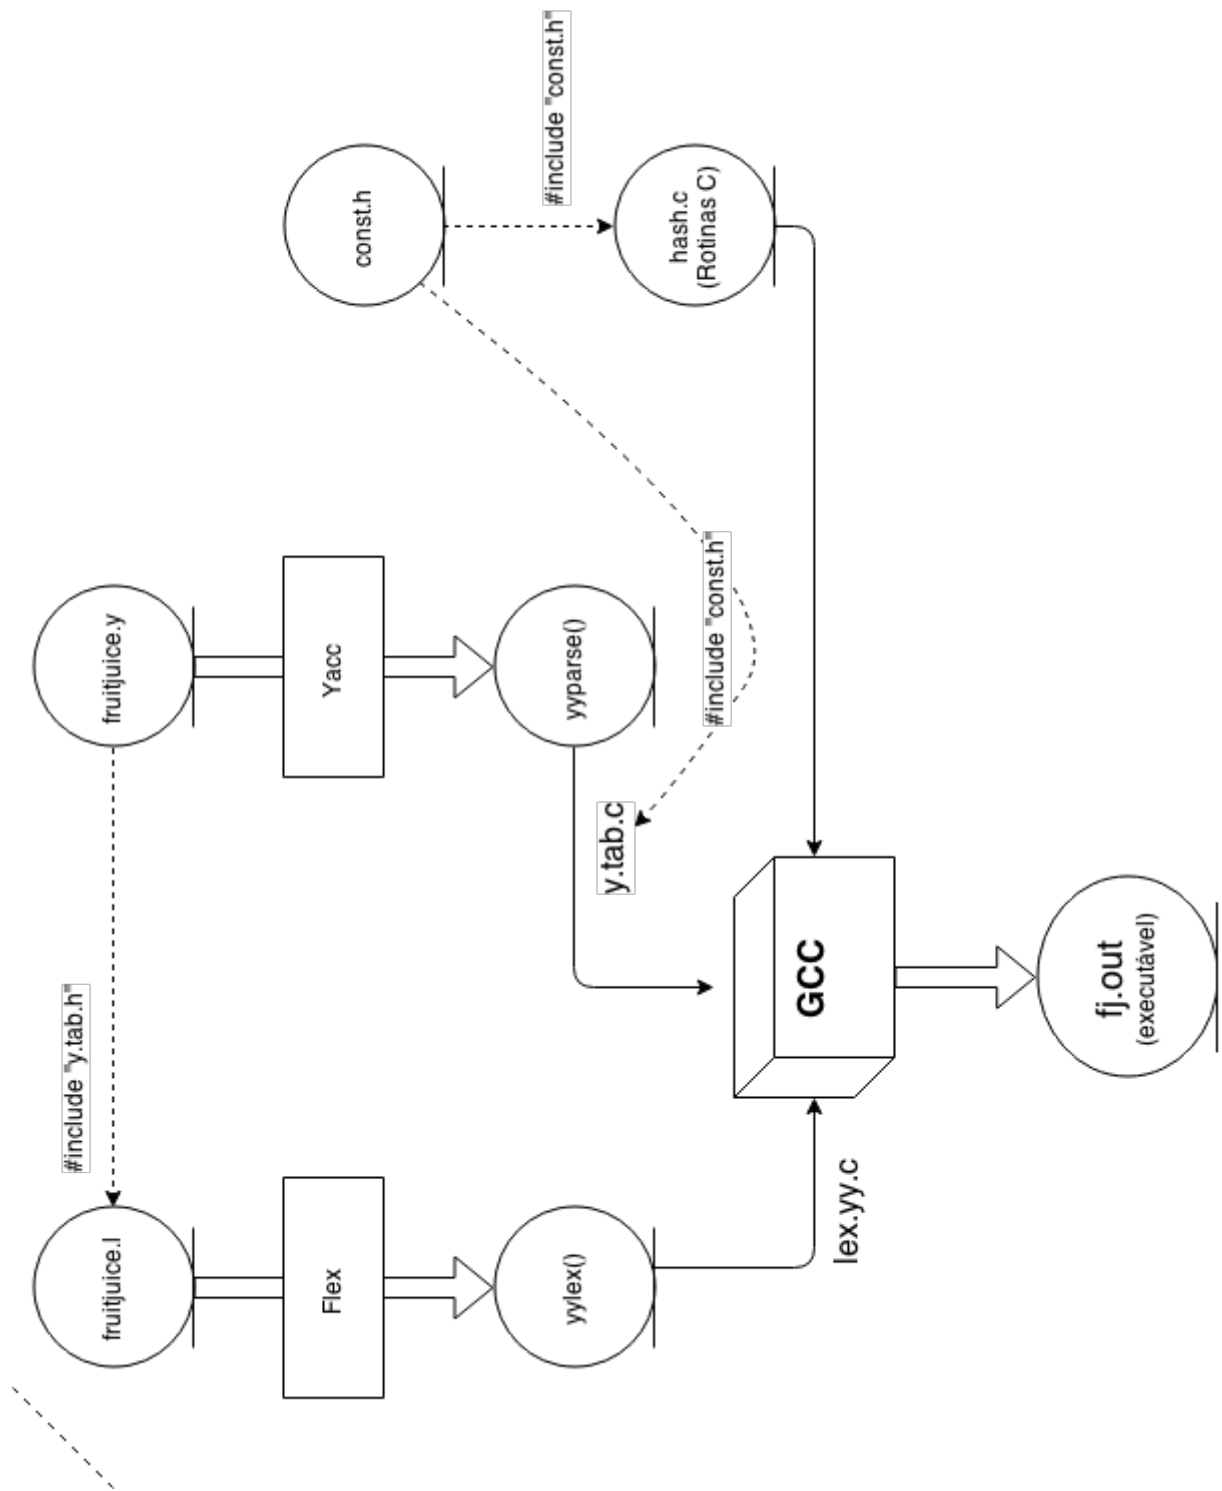 fruitjuice.l
#include "y.tab.h"
fruitjuice.y
Flex
Yacc
const.h
#include "const.h"
yylex()
yyparse()
y.tab.c
#include "const.h"
hash.c
(Rotinas C)
lex.yy.c
GCC
fj.out
(executável)